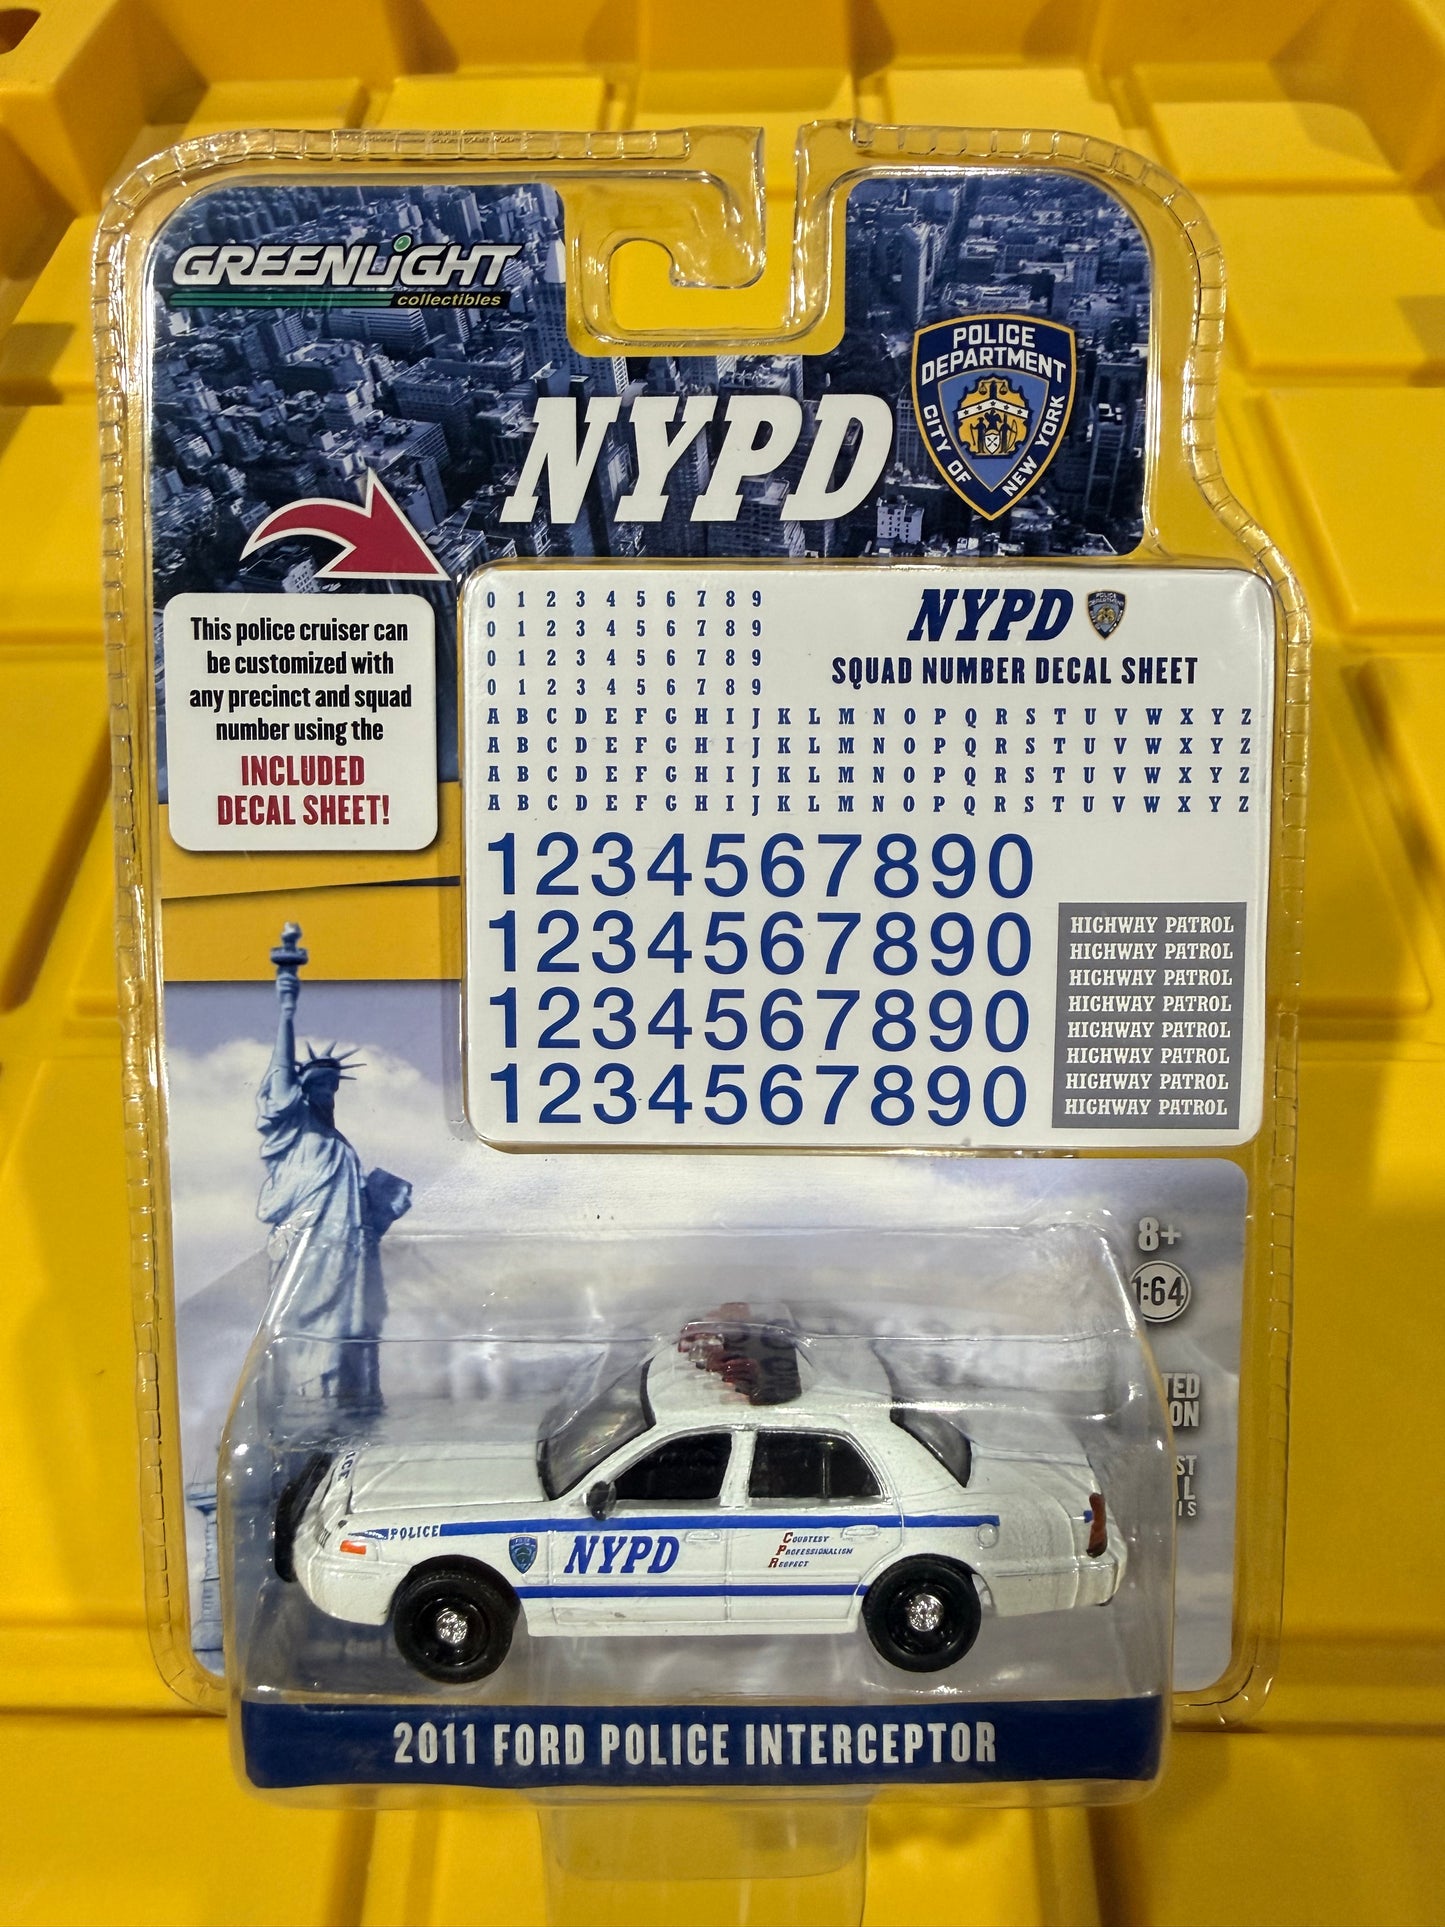 GREENLiGHT
collectibles
POLICE
DEPARTMENT
CITY OF
NEW YORK
NYPD
This police cruiser can
be customized with
any precinct and squad
number using the
INCLUDED
DECAL SHEET!
0 1 2 3 4 5 6 7 8 9
0 1 2 3 4 5 6 7 8 9
0 1 2 3 4 5 6 7 8 9
0 1 2 3 4 5 6 7 8 9
NYPD
SQUAD NUMBER DECAL SHEET
A B C D E F G H I J K L M N O P Q R S T U V W X Y Z
A B C D E F G H I J K L M N O P Q R S T U V W X Y Z
A B C D E F G H I J K L M N O P Q R S T U V W X Y Z
A B C D E F G H I J K L M N O P Q R S T U V W X Y Z
1234567890
1234567890
1234567890
1234567890
HIGHWAY PATROL
HIGHWAY PATROL
HIGHWAY PATROL
HIGHWAY PATROL
HIGHWAY PATROL
HIGHWAY PATROL
HIGHWAY PATROL
HIGHWAY PATROL
8+
1:64
POLICE
NYPD
COURTESY
PROFESSIONALISM
RESPECT
2011 FORD POLICE INTERCEPTOR